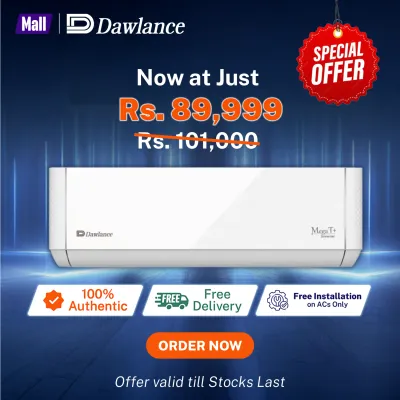 Mall
Dawlance
SPECIAL
OFFER
Now at Just
Rs. 89,999
Rs. 101,000
Dawlance
Mega T+
100%
Authentic
FREE
Free
Delivery
Free Installation
on ACs Only
ORDER NOW
Offer valid till Stocks Last